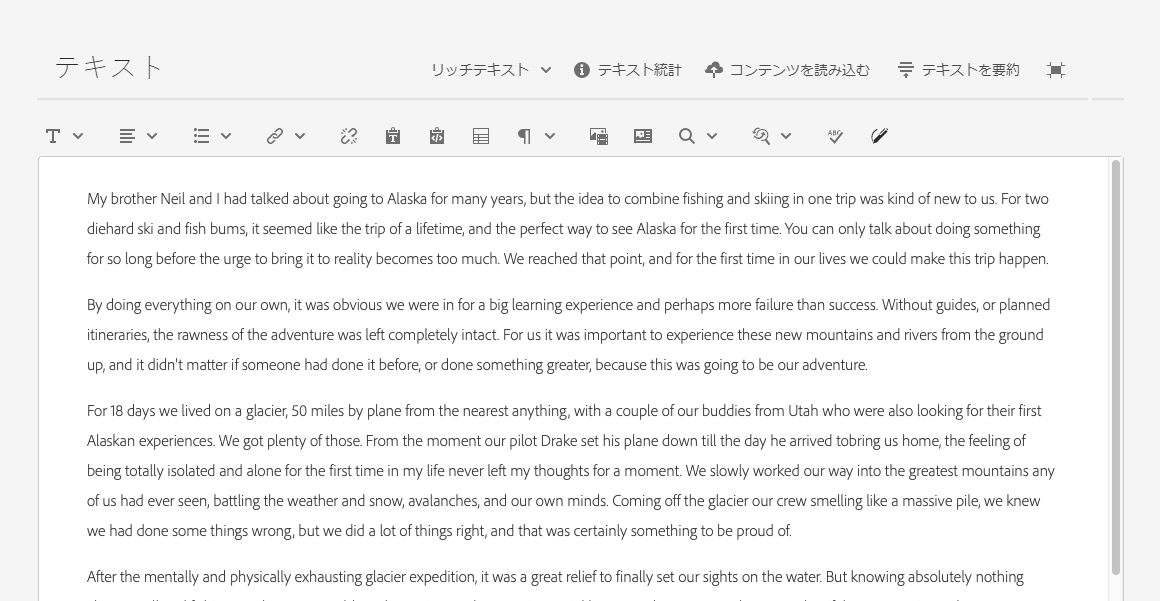 テキスト
リッチテキスト
テキスト統計
コンテンツを読み込む
テキストを要約
ABC
My brother Neil and I had talked about going to Alaska for many years, but the idea to combine fishing and skiing in one trip was kind of new to us. For two
diehard ski and fish bums, it seemed like the trip of a lifetime, and the perfect way to see Alaska for the first time. You can only talk about doing something
for so long before the urge to bring it to reality becomes too much. We reached that point, and for the first time in our lives we could make this trip happen.
By doing everything on our own, it was obvious we were in for a big learning experience and perhaps more failure than success. Without guides, or planned
itineraries, the rawness of the adventure was left completely intact. For us it was important to experience these new mountains and rivers from the ground
up, and it didn't matter if someone had done it before, or done something greater, because this was going to be our adventure.
For 18 days we lived on a glacier, 50 miles by plane from the nearest anything, with a couple of our buddies from Utah who were also looking for their first
Alaskan experiences. We got plenty of those. From the moment our pilot Drake set his plane down till the day he arrived tobring us home, the feeling of
being totally isolated and alone for the first time in my life never left my thoughts for a moment. We slowly worked our way into the greatest mountains any
of us had ever seen, battling the weather and snow, avalanches, and our own minds. Coming off the glacier our crew smelling like a massive pile, we knew
we had done some things wrong, but we did a lot of things right, and that was certainly something to be proud of.
After the mentally and physically exhausting glacier expedition, it was a great relief to finally set our sights on the water. But knowing absolutely nothing